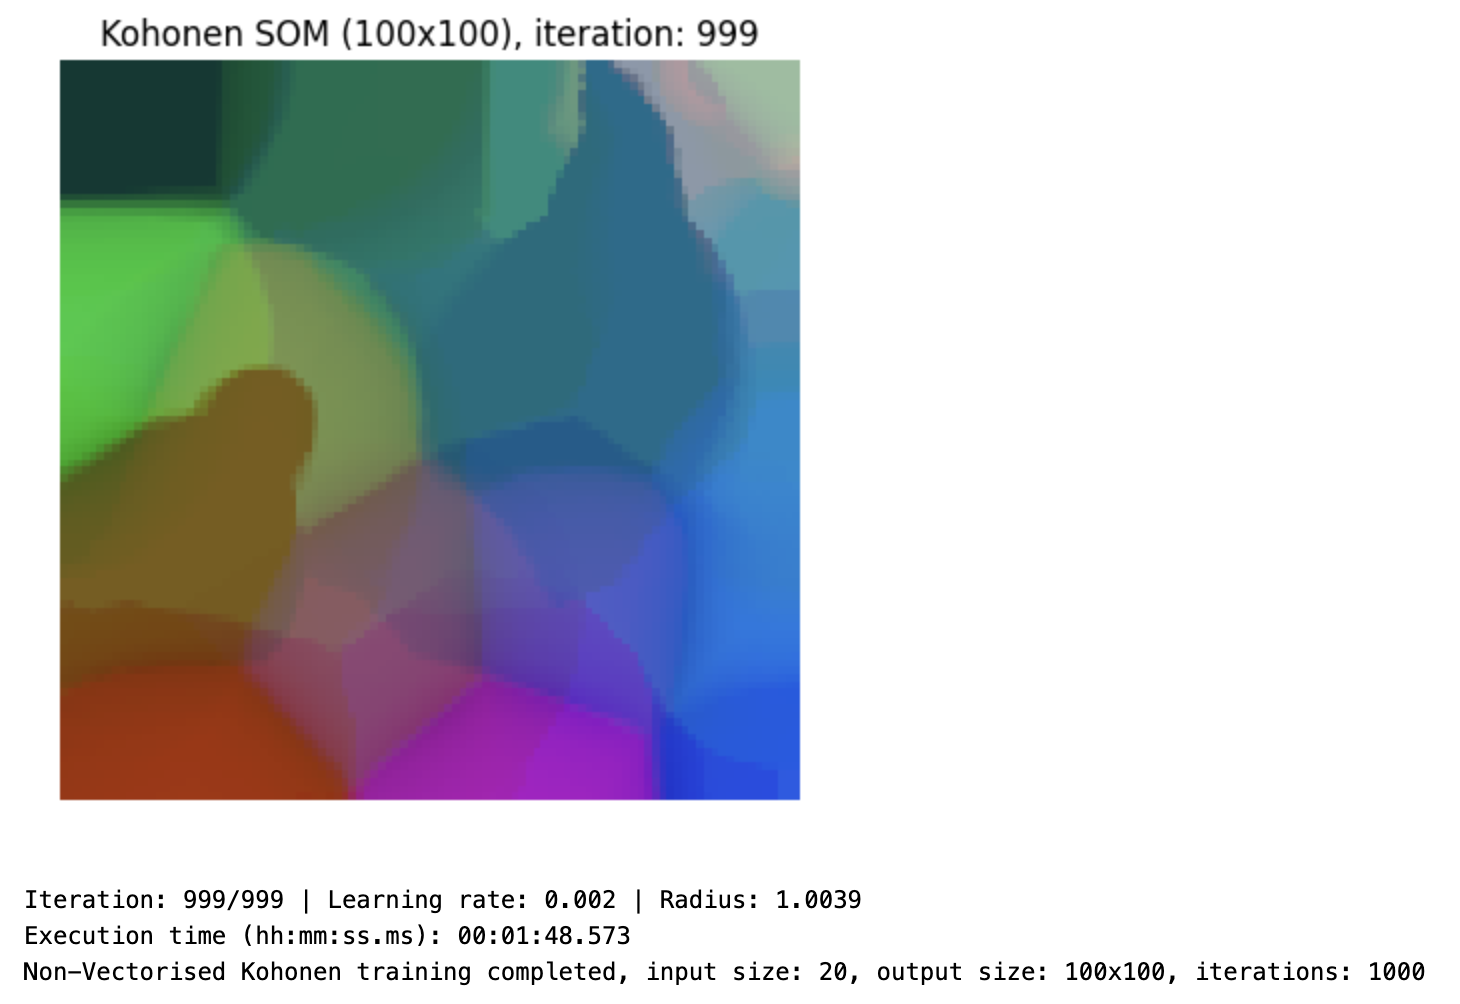 Kohonen SOM (100x100), iteration: 999
Iteration: 999/999 | Learning rate: 0.002 | Radius: 1.0039
Execution time (hh:mm:ss.ms): 00:01:48.573
Non-Vectorised Kohonen training completed, input size: 20, output size: 100x100, iterations: 1000